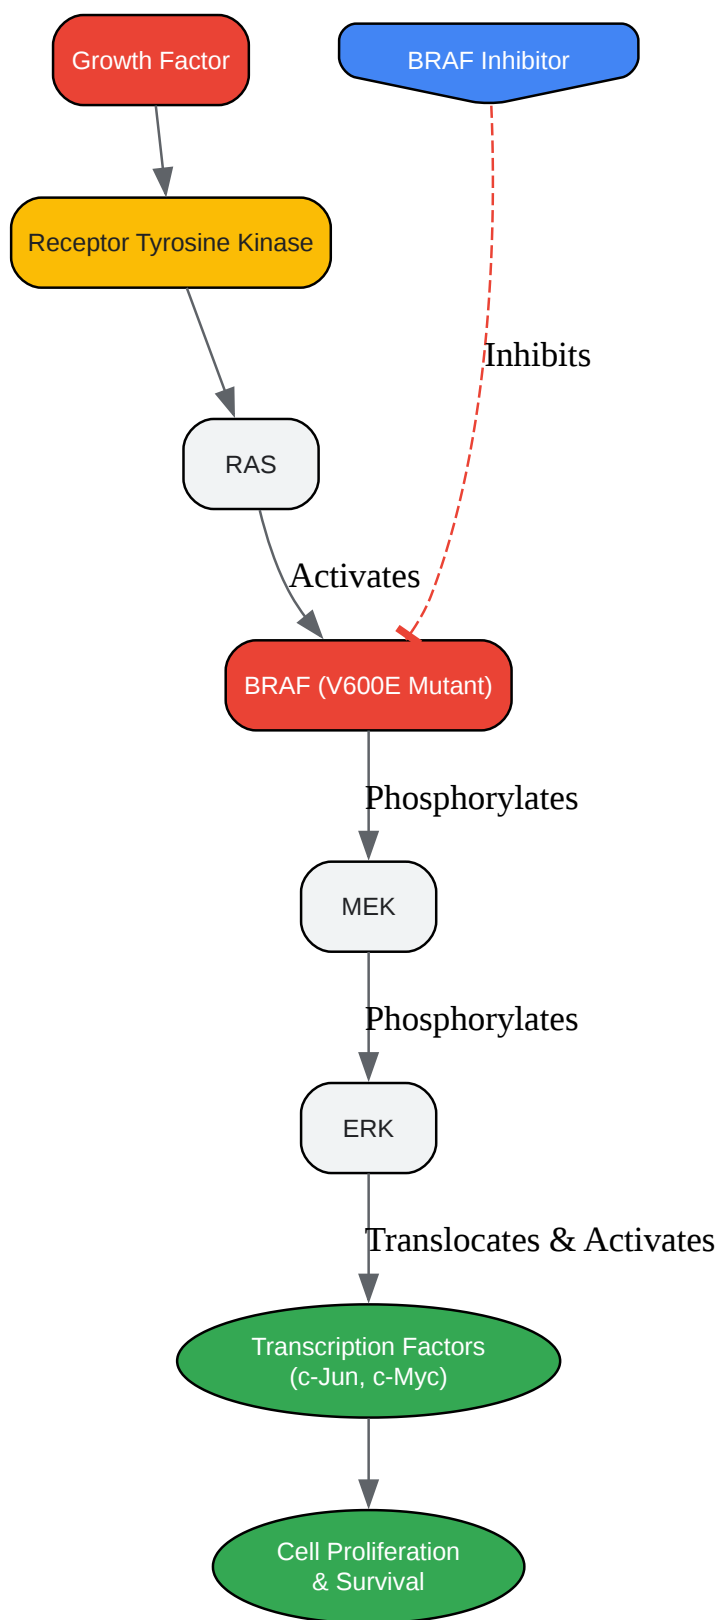 Growth Factor
BRAF Inhibitor
Receptor Tyrosine Kinase
Inhibits
RAS
Activates
BRAF (V600E Mutant)
Phosphorylates
MEK
Phosphorylates
ERK
Translocates & Activates
Transcription Factors
(c-Jun, c-Myc)
Cell Proliferation
& Survival